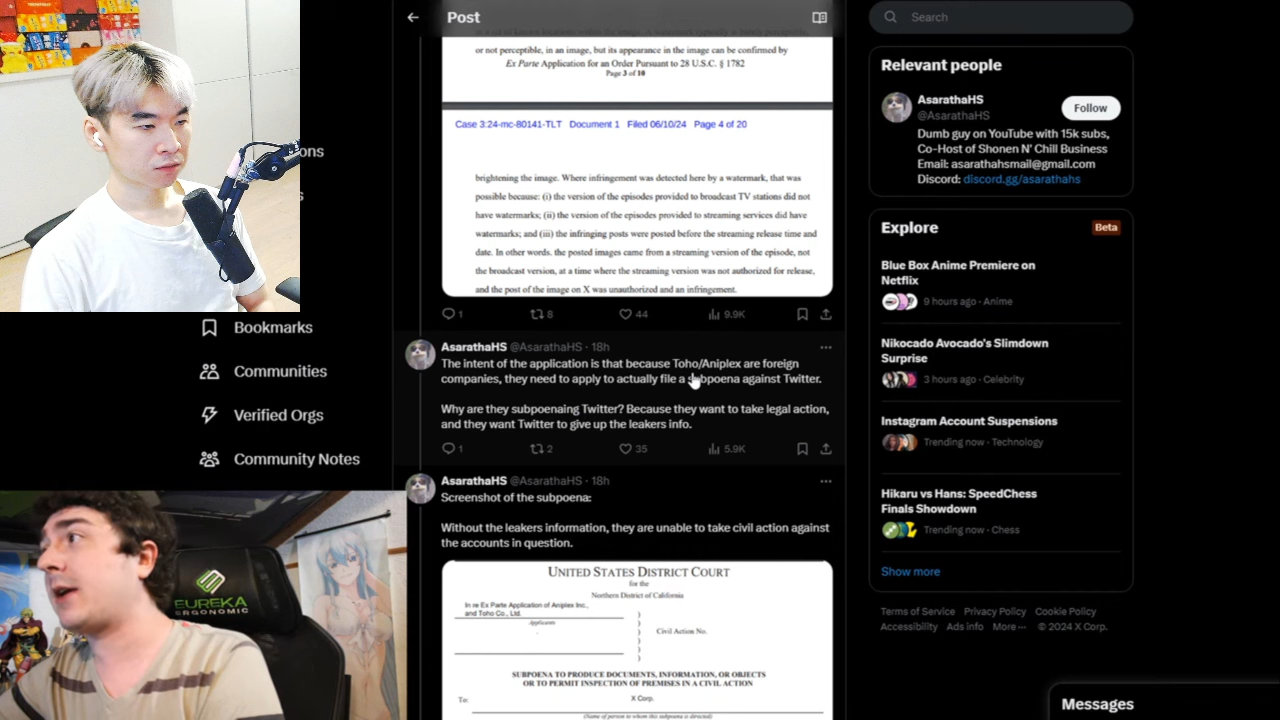 Post
Search
or not perceptible, in an image, but its appearance in the image can be confirmed by
Ex Parte Application for an Order Pursuant to 28 U.S.C. § 1782
Page 3 of 10
Case 3:24-mc-80141-TLT Document 1 Filed 06/10/24 Page 4 of 20
brightening the image. Where infringement was detected here by a watermark, that was
possible because: (i) the version of the episodes provided to broadcast TV stations did not
have watermarks; (ii) the version of the episodes provided to streaming services did have
watermarks; and (iii) the infringing posts were posted before the streaming release time and
date. In other words. the posted images came from a streaming version of the episode, not
the broadcast version, at a time where the streaming version was not authorized for release,
and the post of the image on X was unauthorized and an infringement.
1 8 44 9.9K
AsarathaHS @AsarathaHS · 18h
The intent of the application is that because Toho/Aniplex are foreign
companies, they need to apply to actually file a subpoena against Twitter.
Why are they subpoenaing Twitter? Because they want to take legal action,
and they want Twitter to give up the leakers info.
1 2 35 5.9K
AsarathaHS @AsarathaHS · 18h
Screenshot of the subpoena:
Without the leakers information, they are unable to take civil action against
the accounts in question.
UNITED STATES DISTRICT COURT
for the
Northern District of California
In re Ex Parte Application of Aniplex Inc.,
and Toho Co., Ltd.
Applicants
Civil Action No.
SUBPOENA TO PRODUCE DOCUMENTS, INFORMATION, OR OBJECTS
OR TO PERMIT INSPECTION OF PREMISES IN A CIVIL ACTION
To:
X Corp.
(Name of person to whom this subpoena is directed)
ons
s
Bookmarks
Communities
Verified Orgs
Community Notes
EUREKA
ERGONOMIC
Relevant people
AsarathaHS
@AsarathaHS
Follow
Dumb guy on YouTube with 15k subs,
Co-Host of Shonen N' Chill Business
Email: asarathahsmail@gmail.com
Discord: discord.gg/asarathahs
Explore
Beta
Blue Box Anime Premiere on
Netflix
9 hours ago · Anime
Nikocado Avocado's Slimdown
Surprise
3 hours ago · Celebrity
Instagram Account Suspensions
Trending now · Technology
Hikaru vs Hans: SpeedChess
Finals Showdown
Trending now · Chess
Show more
Terms of Service Privacy Policy Cookie Policy
Accessibility Ads info More ··· © 2024 X Corp.
Messages